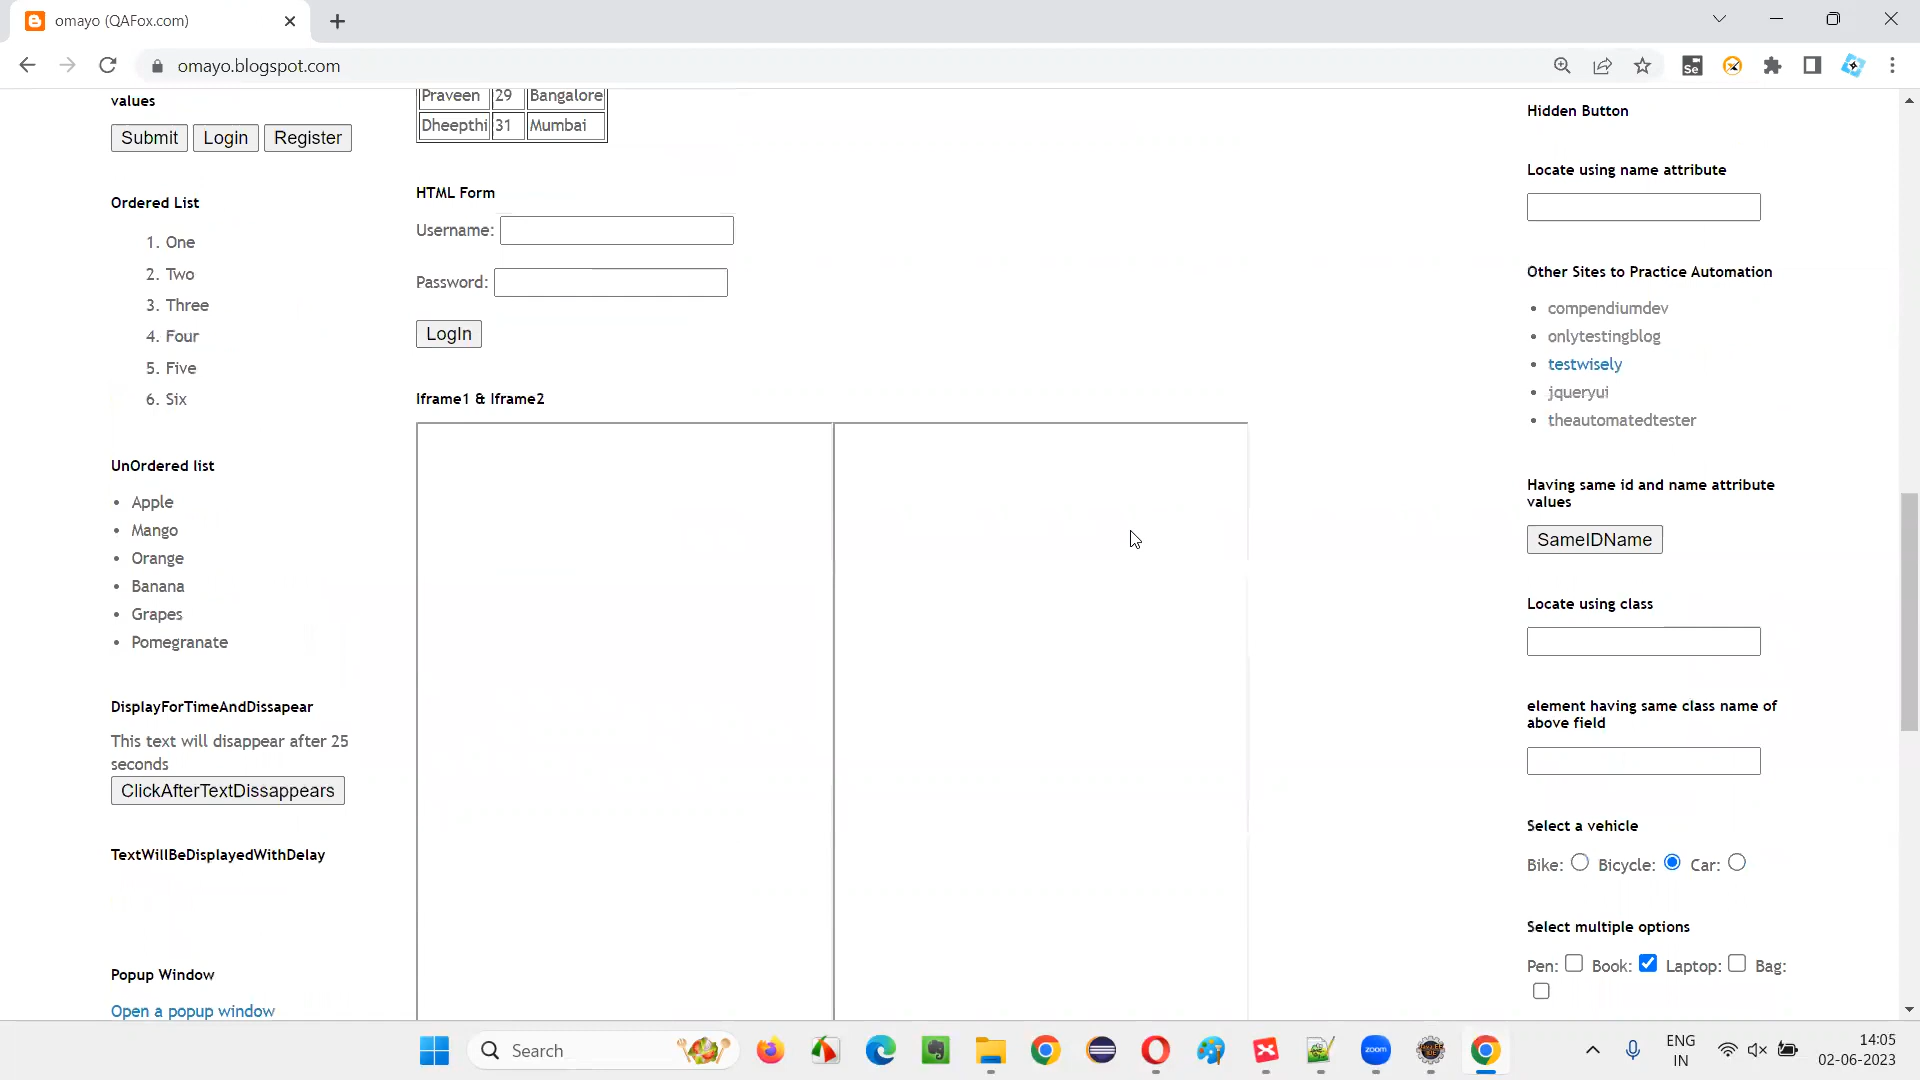 omayo (QAFox.com)
omayo.blogspot.com
values
Submit Login Register
Ordered List
1. One
2. Two
3. Three
4. Four
5. Five
6. Six
UnOrdered list
• Apple
• Mango
• Orange
• Banana
• Grapes
• Pomegranate
DisplayForTimeAndDissapear
This text will disappear after 25
seconds
ClickAfterTextDissappears
TextWillBeDisplayedWithDelay
Popup Window
Open a popup window
Praveen 29 Bangalore
Dheepthi 31 Mumbai
HTML Form
Username:
Password:
LogIn
Iframe1 & Iframe2
Hidden Button
Locate using name attribute
Other Sites to Practice Automation
• compendiumdev
• onlytestingblog
• testwisely
• jqueryui
• theautomatedtester
Having same id and name attribute
values
SameIDName
Locate using class
element having same class name of
above field
Select a vehicle
Bike: Bicycle: Car:
Select multiple options
Pen: Book: Laptop: Bag:
Search
zoom
ENG
IN
14:05
02-06-2023
Se